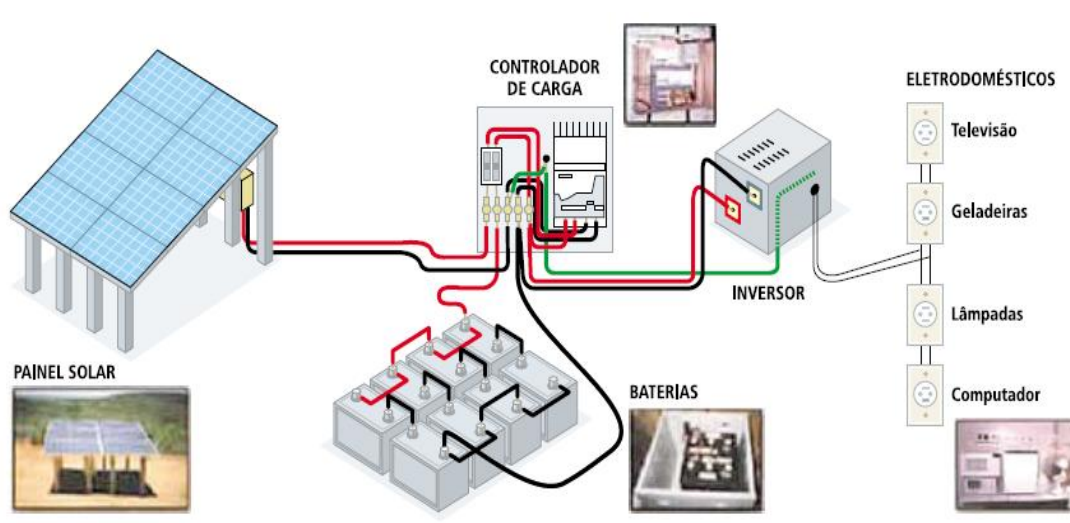 CONTROLADOR
DE CARGA
ELETRODOMÉSTICOS
Televisão
Geladeiras
INVERSOR
Lâmpadas
PAINEL SOLAR
BATERIAS
Computador